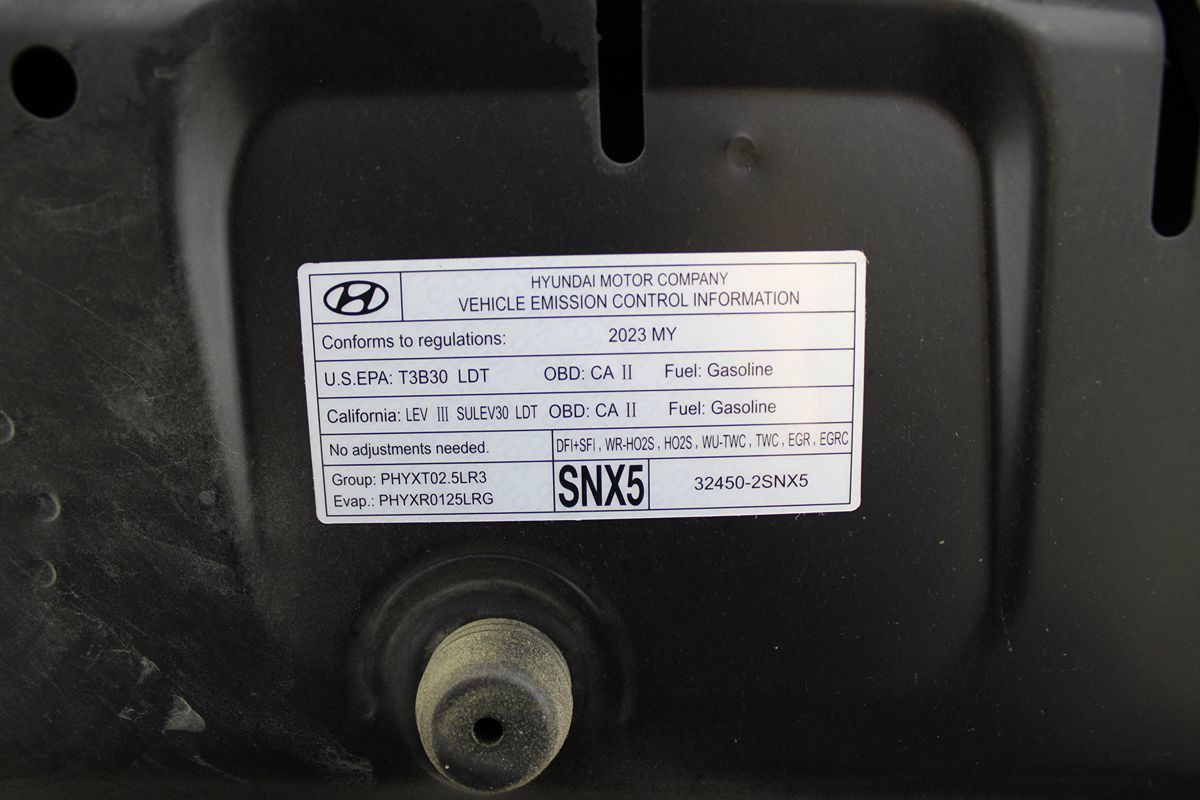 HYUNDAI MOTOR COMPANY
VEHICLE EMISSION CONTROL INFORMATION
Conforms to regulations: 2023 MY
U.S.EPA: T3B30 LDT OBD: CA II Fuel: Gasoline
California: LEV III SULEV30 LDT OBD: CA II Fuel: Gasoline
No adjustments needed. DFI+SFI , WR-HO2S , HO2S , WU-TWC , TWC , EGR , EGRC
Group: PHYXT02.5LR3
Evap.: PHYXR0125LRG
SNX5 32450-2SNX5